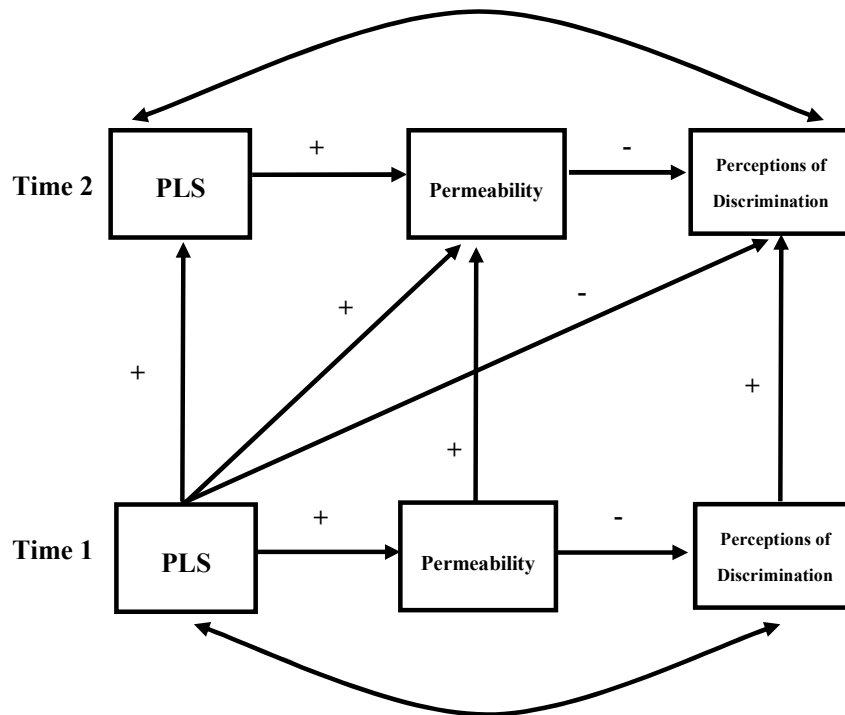 +
-
Time 2
PLS
Permeability
Perceptions of
Discrimination
+
-
+
+
+
+
-
Time 1
PLS
Permeability
Perceptions of
Discrimination